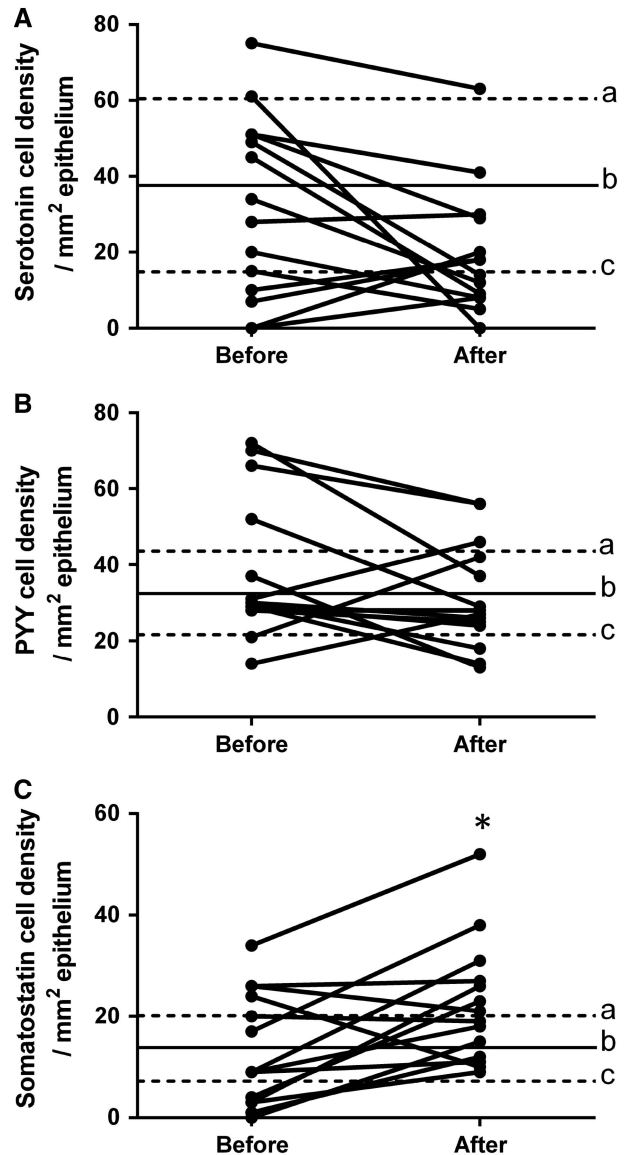 A
80
60
40
20
0
Serotonin cell density
/ mm² epithelium
a
b
c
Before After
B
80
60
40
20
0
PYY cell density
/ mm² epithelium
a
b
c
Before After
C
60
40
20
0
Somatostatin cell density
/ mm² epithelium
*
a
b
c
Before After